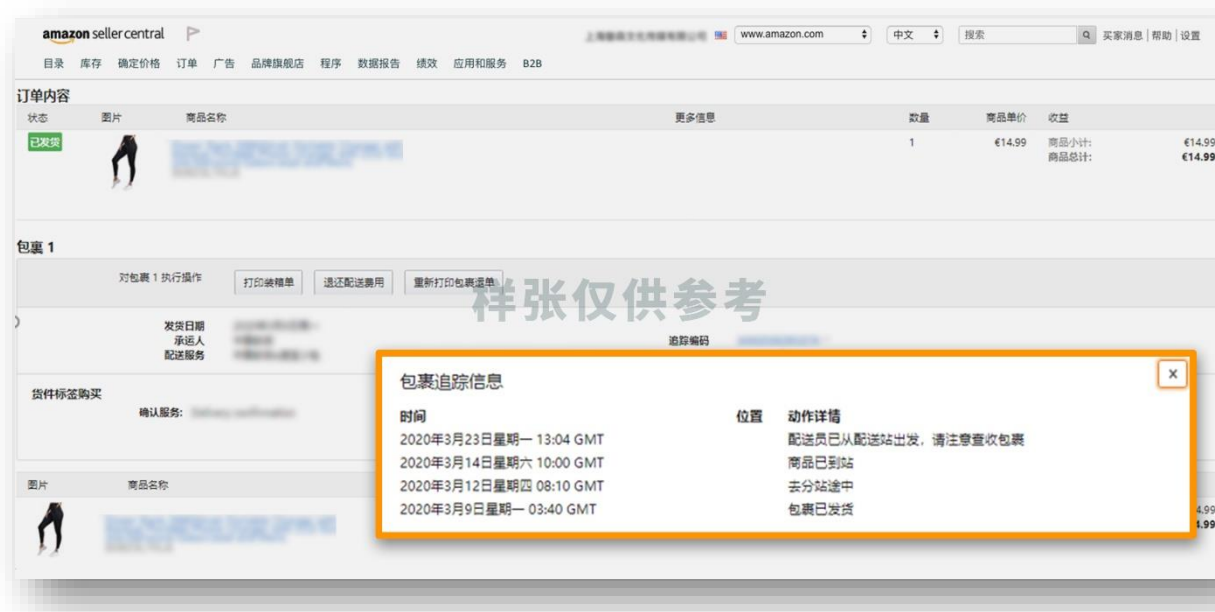 amazon seller central
www.amazon.com 中文 搜索 买家消息 | 帮助 | 设置
目录 库存 确定价格 订单 广告 品牌旗舰店 程序 数据报告 绩效 应用和服务 B2B
订单内容
状态 图片 商品名称 更多信息 数量 商品单价 收益
已发货 1 €14.99 商品小计: €14.99
商品总计: €14.99
包裹 1
对包裹 1 执行操作 打印装箱单 退还配送费用 重新打印包裹运单
样张仅供参考
发货日期
承运人 追踪编码
配送服务
货件标签购买
确认服务: Delivery confirmation
包裹追踪信息 x
时间 位置 动作详情
2020年3月23日星期一 13:04 GMT 配送员已从配送站出发，请注意查收包裹
2020年3月14日星期六 10:00 GMT 商品已到站
2020年3月12日星期四 08:10 GMT 去分站途中
2020年3月9日星期一 03:40 GMT 包裹已发货
图片 商品名称
4.99
4.99